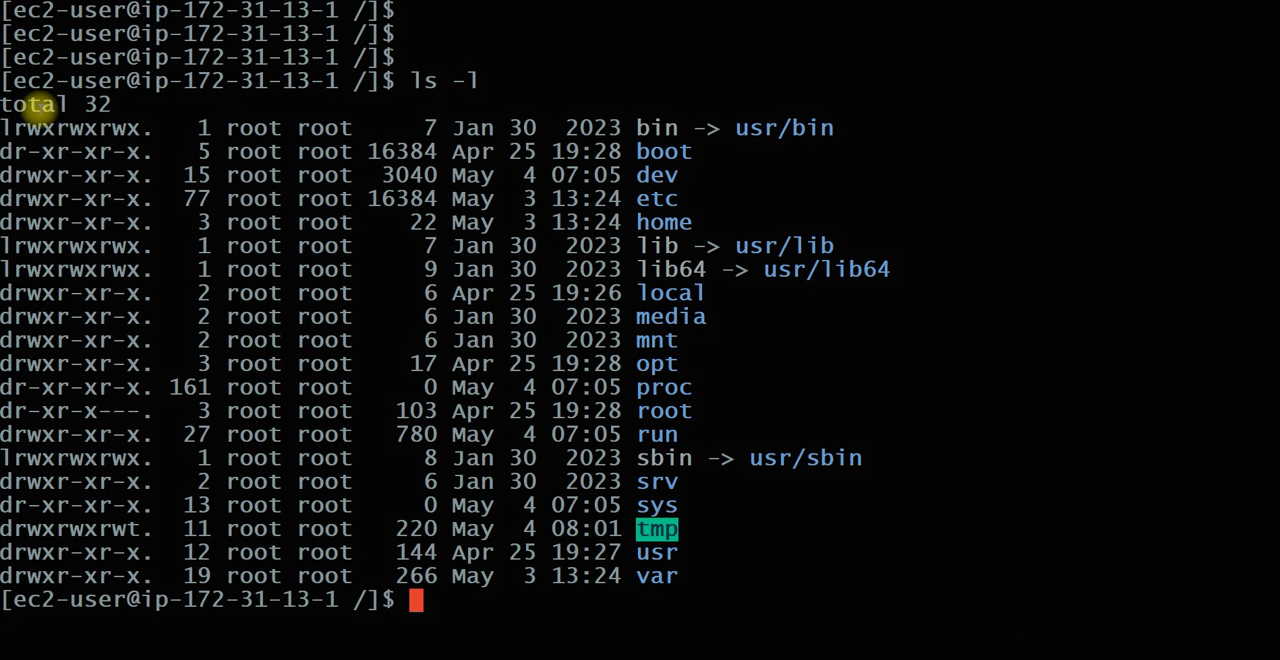 [ec2-user@ip-172-31-13-1 /]$
[ec2-user@ip-172-31-13-1 /]$
[ec2-user@ip-172-31-13-1 /]$
[ec2-user@ip-172-31-13-1 /]$ ls -l
total 32
lrwxrwxrwx.   1 root root     7 Jan 30  2023 bin -> usr/bin
dr-xr-xr-x.   5 root root 16384 Apr 25 19:28 boot
drwxr-xr-x.  15 root root  3040 May  4 07:05 dev
drwxr-xr-x.  77 root root 16384 May  3 13:24 etc
drwxr-xr-x.   3 root root    22 May  3 13:24 home
lrwxrwxrwx.   1 root root     7 Jan 30  2023 lib -> usr/lib
lrwxrwxrwx.   1 root root     9 Jan 30  2023 lib64 -> usr/lib64
drwxr-xr-x.   2 root root     6 Apr 25 19:26 local
drwxr-xr-x.   2 root root     6 Jan 30  2023 media
drwxr-xr-x.   2 root root     6 Jan 30  2023 mnt
drwxr-xr-x.   3 root root    17 Apr 25 19:28 opt
dr-xr-xr-x. 161 root root     0 May  4 07:05 proc
dr-xr-x---.   3 root root   103 Apr 25 19:28 root
drwxr-xr-x.  27 root root   780 May  4 07:05 run
lrwxrwxrwx.   1 root root     8 Jan 30  2023 sbin -> usr/sbin
drwxr-xr-x.   2 root root     6 Jan 30  2023 srv
dr-xr-xr-x.  13 root root     0 May  4 07:05 sys
drwxrwxrwt.  11 root root   220 May  4 08:01 tmp
drwxr-xr-x.  12 root root   144 Apr 25 19:27 usr
drwxr-xr-x.  19 root root   266 May  3 13:24 var
[ec2-user@ip-172-31-13-1 /]$